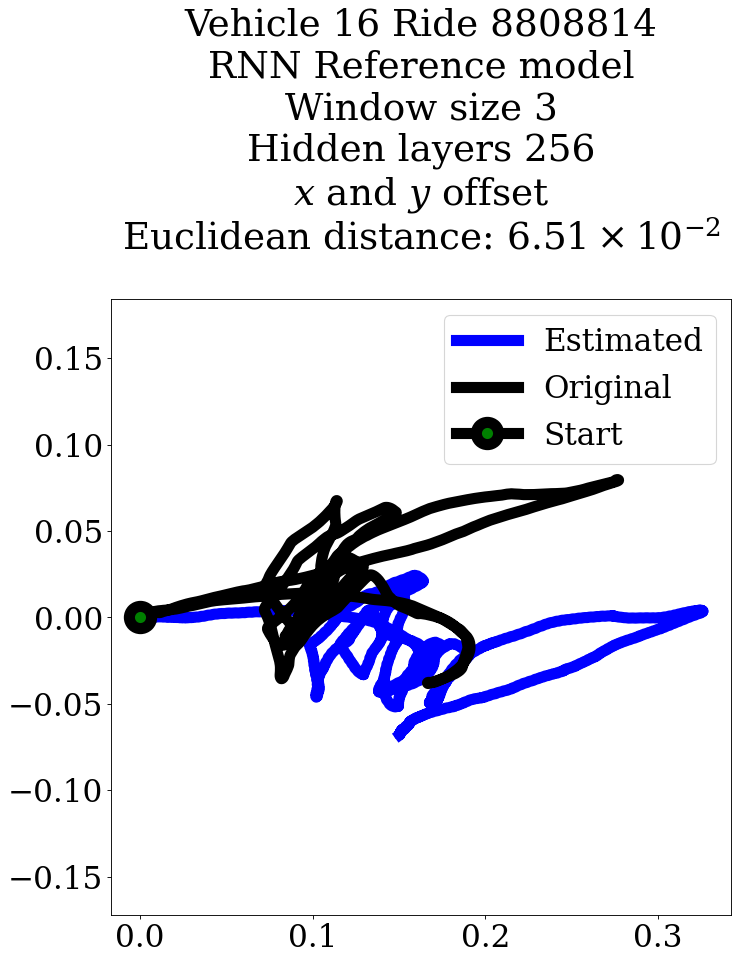 Vehicle 16 Ride 8808814
RNN Reference model
Window size 3
Hidden layers 256
x and y offset
Euclidean distance: 6.51 × 10⁻²
Estimated
Original
Start
0.15
0.10
0.05
0.00
−0.05
−0.10
−0.15
0.0 0.1 0.2 0.3